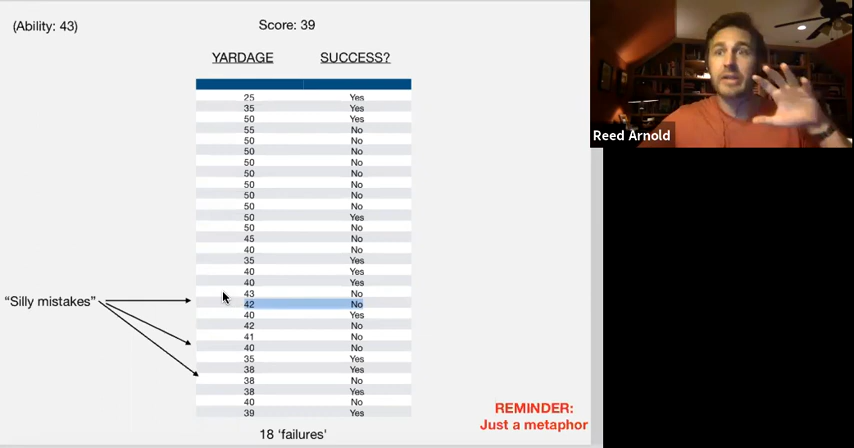 (Ability: 43)
Score: 39
YARDAGE SUCCESS?
25 Yes
35 Yes
50 Yes
55 No
50 No
50 No
50 No
50 No
50 No
50 No
50 No
50 Yes
50 No
45 No
40 No
35 Yes
40 Yes
40 Yes
43 No
42 No
40 Yes
42 No
41 No
40 No
35 Yes
38 Yes
38 No
38 Yes
40 No
39 Yes
"Silly mistakes"
18 'failures'
REMINDER:
Just a metaphor
Reed Arnold